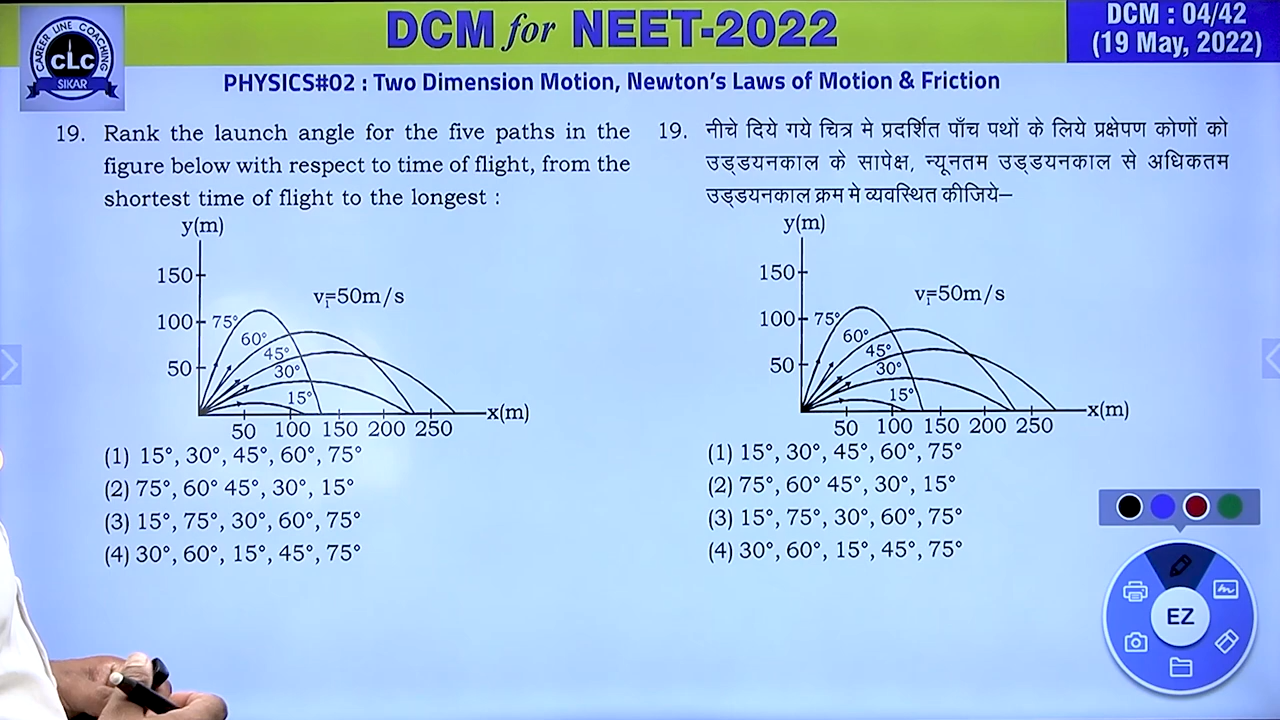 DCM for NEET-2022
DCM : 04/42
(19 May, 2022)
CAREER LINE COACHING
CLC
SIKAR
PHYSICS#02 : Two Dimension Motion, Newton's Laws of Motion & Friction
19. Rank the launch angle for the five paths in the
figure below with respect to time of flight, from the
shortest time of flight to the longest :
y(m)
150
100
50
vᵢ=50m/s
75°
60°
45°
30°
15°
50 100 150 200 250
x(m)
(1) 15°, 30°, 45°, 60°, 75°
(2) 75°, 60° 45°, 30°, 15°
(3) 15°, 75°, 30°, 60°, 75°
(4) 30°, 60°, 15°, 45°, 75°
19. नीचे दिये गये चित्र मे प्रदर्शित पाँच पथों के लिये प्रक्षेपण कोणों को
उड्डयनकाल के सापेक्ष, न्यूनतम उड्डयनकाल से अधिकतम
उड्डयनकाल क्रम मे व्यवस्थित कीजिये–
y(m)
150
100
50
vᵢ=50m/s
75°
60°
45°
30°
15°
50 100 150 200 250
x(m)
(1) 15°, 30°, 45°, 60°, 75°
(2) 75°, 60° 45°, 30°, 15°
(3) 15°, 75°, 30°, 60°, 75°
(4) 30°, 60°, 15°, 45°, 75°
EZ